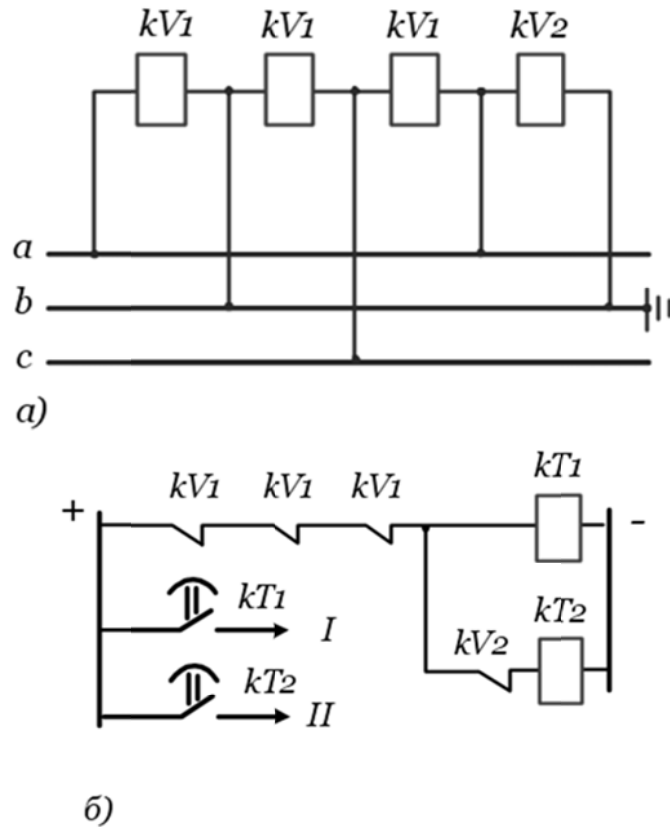 kV1 kV1 kV1 kV2
a
b
c
а)
kV1 kV1 kV1 kT1
+ -
kT1 I
kV2 kT2
kT2 II
б)